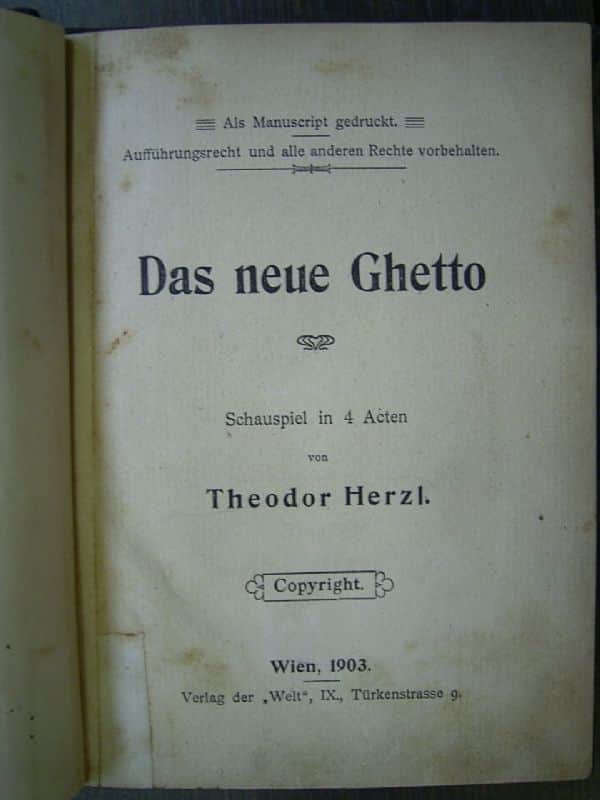 Als Manuscript gedruckt.
Aufführungsrecht und alle anderen Rechte vorbehalten.
Das neue Ghetto
Schauspiel in 4 Acten
von
Theodor Herzl.
Copyright.
Wien, 1903.
Verlag der „Welt“, IX., Türkenstrasse 9.